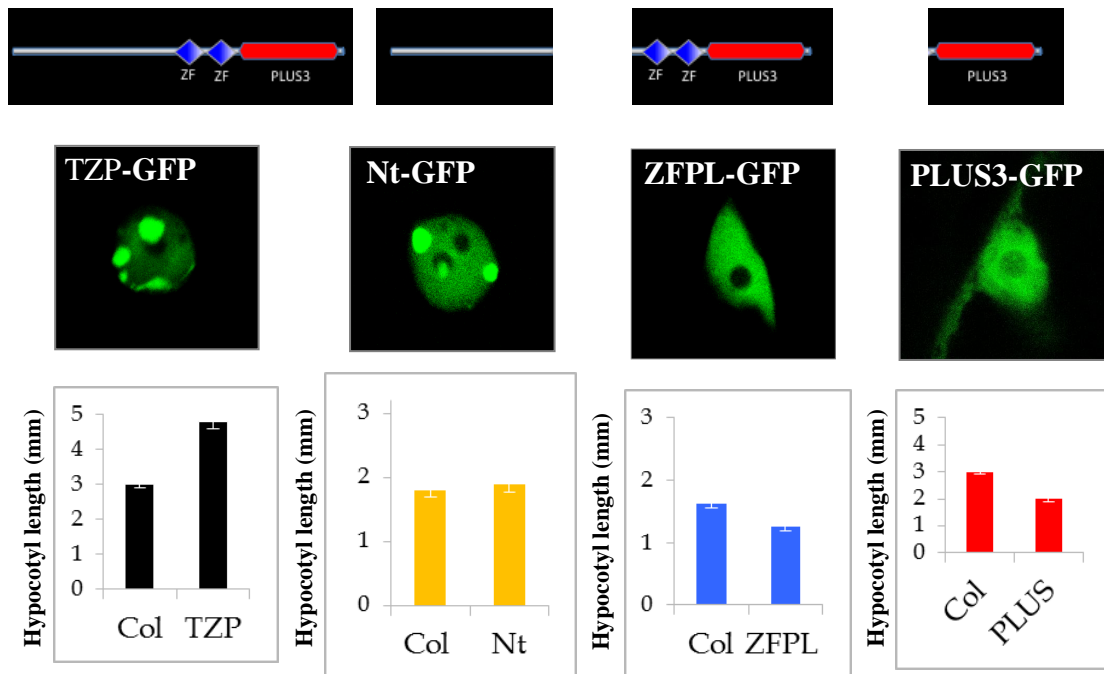 ZF ZF PLUS3
ZF ZF PLUS3
PLUS3
TZP-GFP
Nt-GFP
ZFPL-GFP
PLUS3-GFP
Hypocotyl length (mm)
5
4
3
2
1
0
Col TZP
Hypocotyl length (mm)
3
2
1
0
Col Nt
Hypocotyl length (mm)
3
2
1
0
Col ZFPL
Hypocotyl length (mm)
5
4
3
2
1
0
Col PLUS